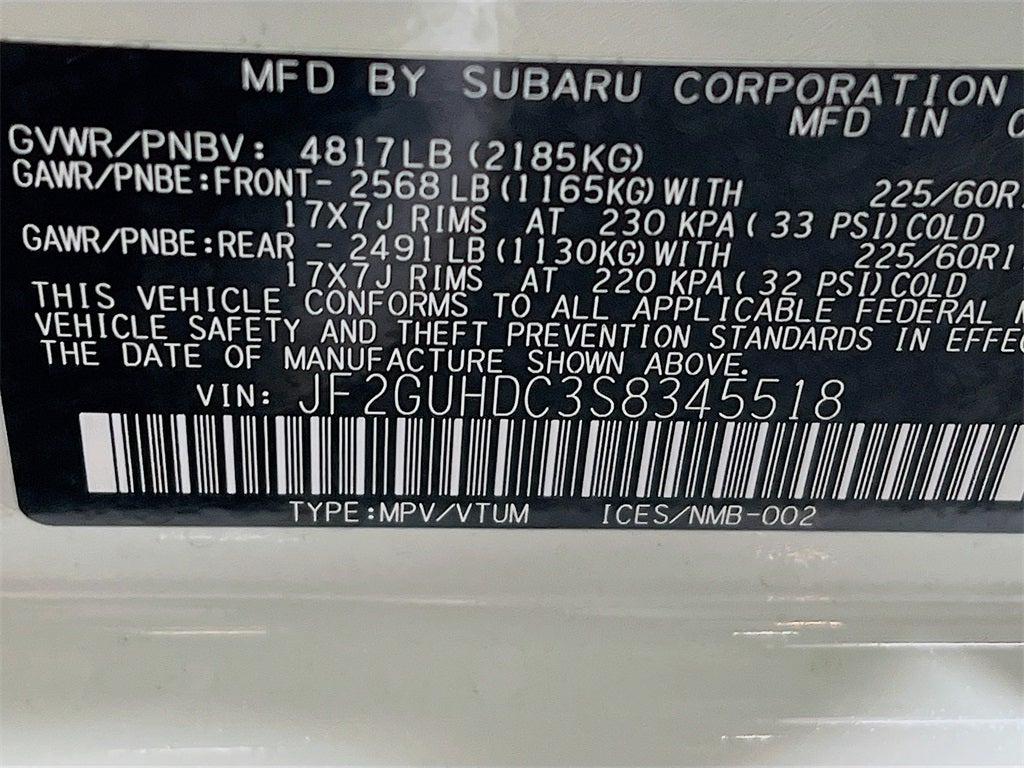 MFD BY SUBARU CORPORATION
MFD IN
GVWR/PNBV: 4817LB (2185KG)
GAWR/PNBE:FRONT- 2568 LB (1165KG) WITH 225/60R1
17X7J RIMS AT 230 KPA ( 33 PSI) COLD
GAWR/PNBE:REAR - 2491 LB (1130KG) WITH 225/60R1
17X7J RIMS AT 220 KPA ( 32 PSI) COLD
THIS VEHICLE CONFORMS TO ALL APPLICABLE FEDERAL
VEHICLE SAFETY AND THEFT PREVENTION STANDARDS IN EFFE
THE DATE OF MANUFACTURE SHOWN ABOVE.
VIN: JF2GUHDC3S8345518
TYPE:MPV/VTUM ICES/NMB-002